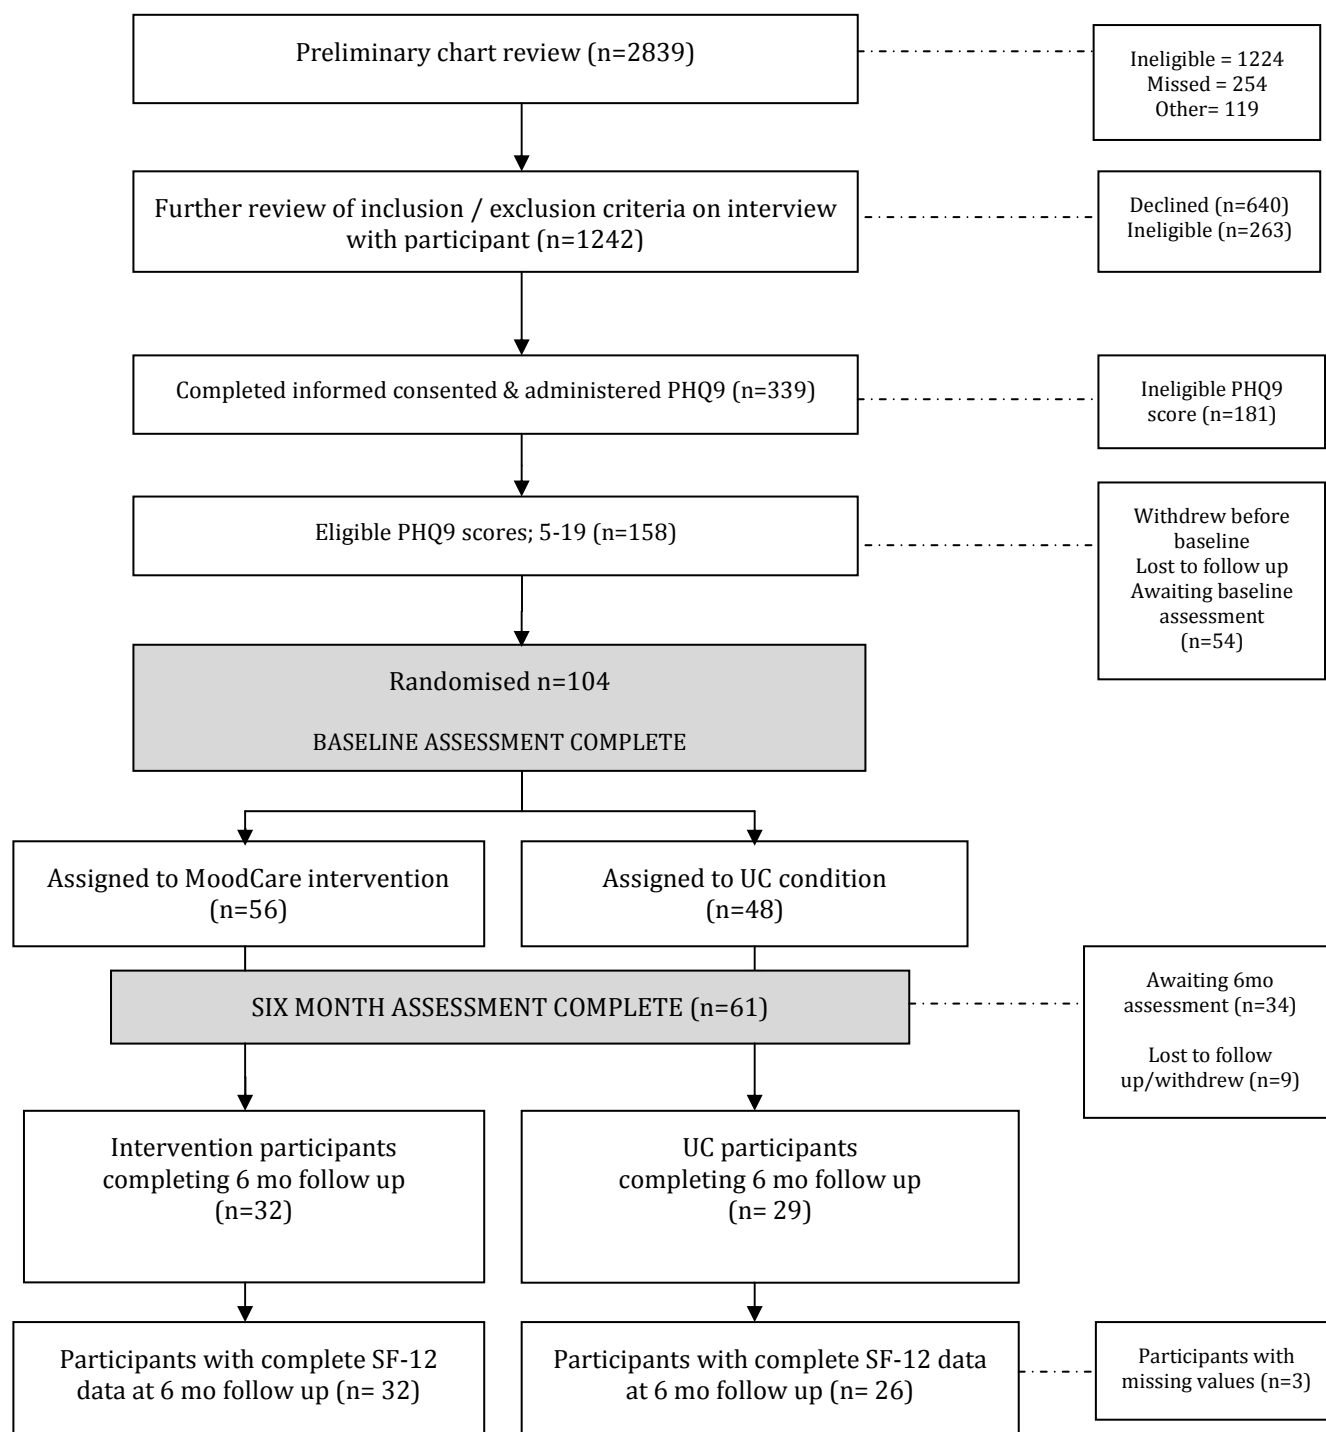 Preliminary chart review (n=2839)
Ineligible = 1224
Missed = 254
Other= 119
Further review of inclusion / exclusion criteria on interview
with participant (n=1242)
Declined (n=640)
Ineligible (n=263)
Completed informed consented & administered PHQ9 (n=339)
Ineligible PHQ9
score (n=181)
Eligible PHQ9 scores; 5-19 (n=158)
Withdrew before
baseline
Lost to follow up
Awaiting baseline
assessment
(n=54)
Randomised n=104
BASELINE ASSESSMENT COMPLETE
Assigned to MoodCare intervention
(n=56)
Assigned to UC condition
(n=48)
SIX MONTH ASSESSMENT COMPLETE (n=61)
Awaiting 6mo
assessment (n=34)
Lost to follow
up/withdrew (n=9)
Intervention participants
completing 6 mo follow up
(n=32)
UC participants
completing 6 mo follow up
(n= 29)
Participants with complete SF-12
data at 6 mo follow up (n= 32)
Participants with complete SF-12 data
at 6 mo follow up (n= 26)
Participants with
missing values (n=3)